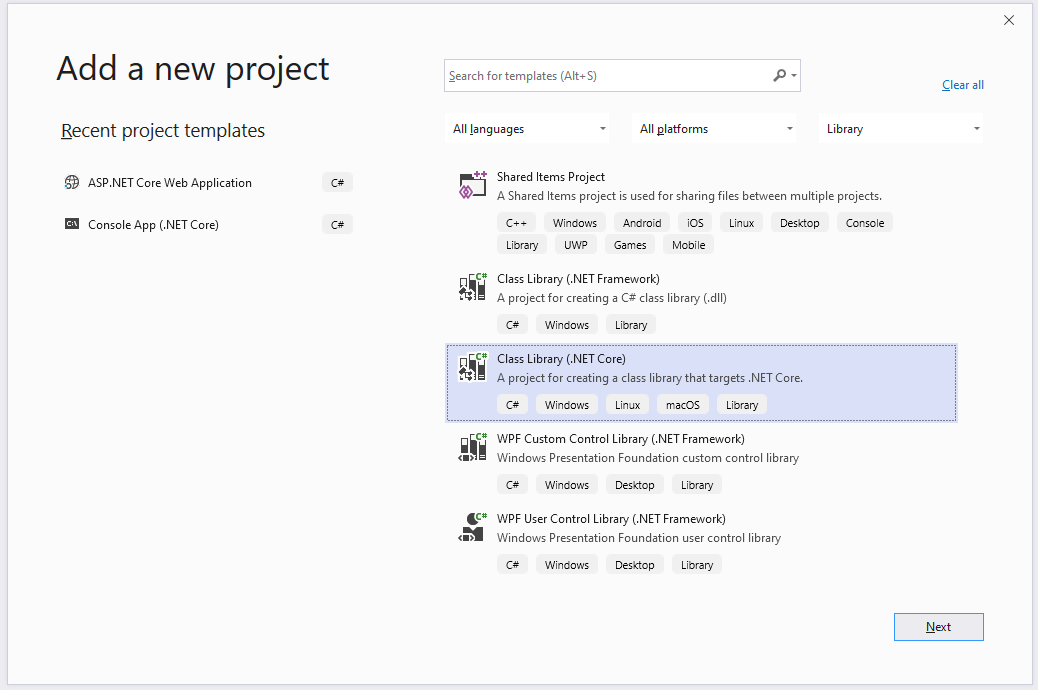 Add a new project
Search for templates (Alt+S)
Clear all
Recent project templates
All languages
All platforms
Library
ASP.NET Core Web Application
C#
Console App (.NET Core)
C#
Shared Items Project
A Shared Items project is used for sharing files between multiple projects.
C++ Windows Android iOS Linux Desktop Console
Library UWP Games Mobile
C#
Class Library (.NET Framework)
A project for creating a C# class library (.dll)
C# Windows Library
C#
Class Library (.NET Core)
A project for creating a class library that targets .NET Core.
C# Windows Linux macOS Library
C#
WPF Custom Control Library (.NET Framework)
Windows Presentation Foundation custom control library
C# Windows Desktop Library
C#
WPF User Control Library (.NET Framework)
Windows Presentation Foundation user control library
C# Windows Desktop Library
Next